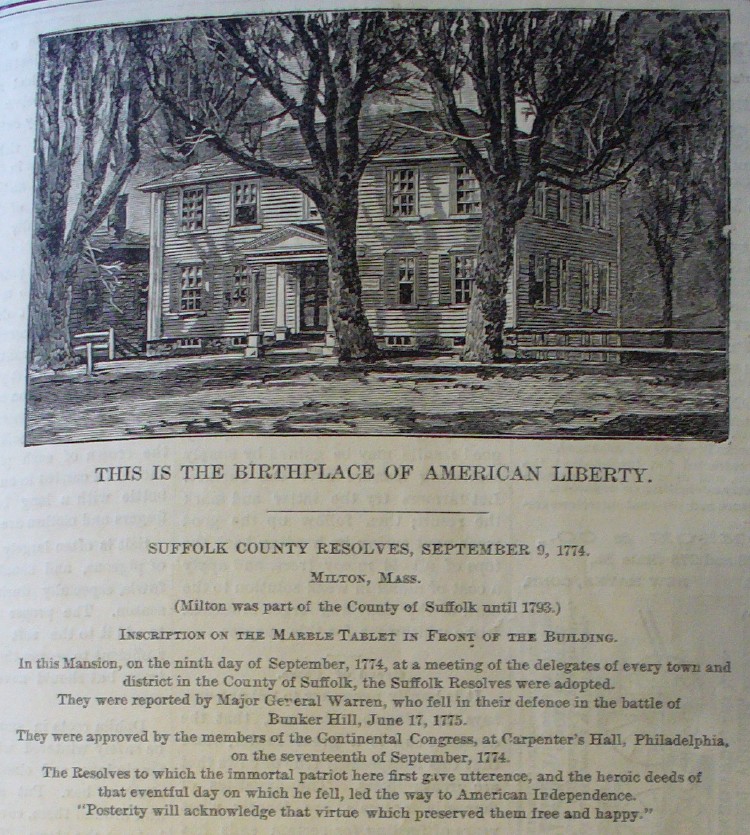 THIS IS THE BIRTHPLACE OF AMERICAN LIBERTY.
SUFFOLK COUNTY RESOLVES, SEPTEMBER 9, 1774.
MILTON, MASS.
(Milton was part of the County of Suffolk until 1793.)
INSCRIPTION ON THE MARBLE TABLET IN FRONT OF THE BUILDING.
In this Mansion, on the ninth day of September, 1774, at a meeting of the delegates of every town and
district in the County of Suffolk, the Suffolk Resolves were adopted.
They were reported by Major General Warren, who fell in their defence in the battle of
Bunker Hill, June 17, 1775.
They were approved by the members of the Continental Congress, at Carpenter's Hall, Philadelphia,
on the seventeenth of September, 1774.
The Resolves to which the immortal patriot here first gave utterence, and the heroic deeds of
that eventful day on which he fell, led the way to American Independence.
"Posterity will acknowledge that virtue which preserved them free and happy."